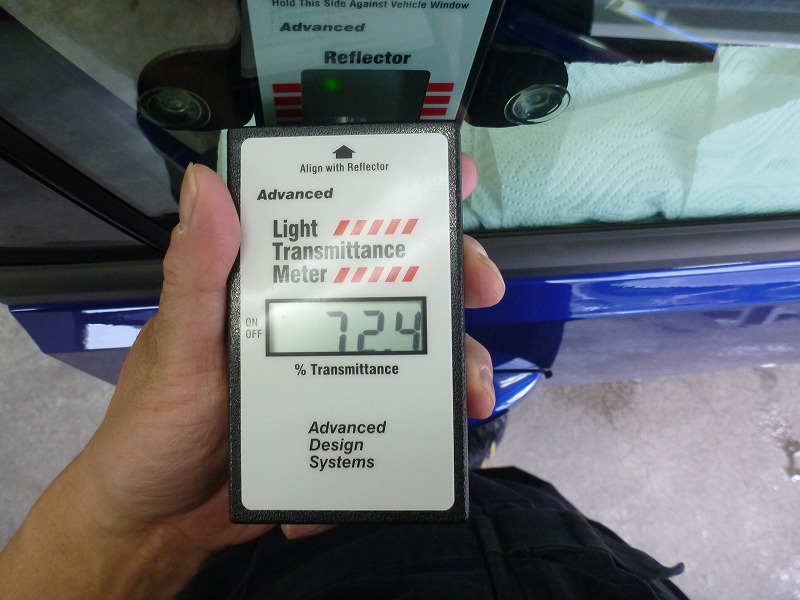 Hold This Side Against Vehicle Window
Advanced
Reflector
Align with Reflector
Advanced
Light
Transmittance
Meter
ON
OFF
72.4
% Transmittance
Advanced
Design
Systems